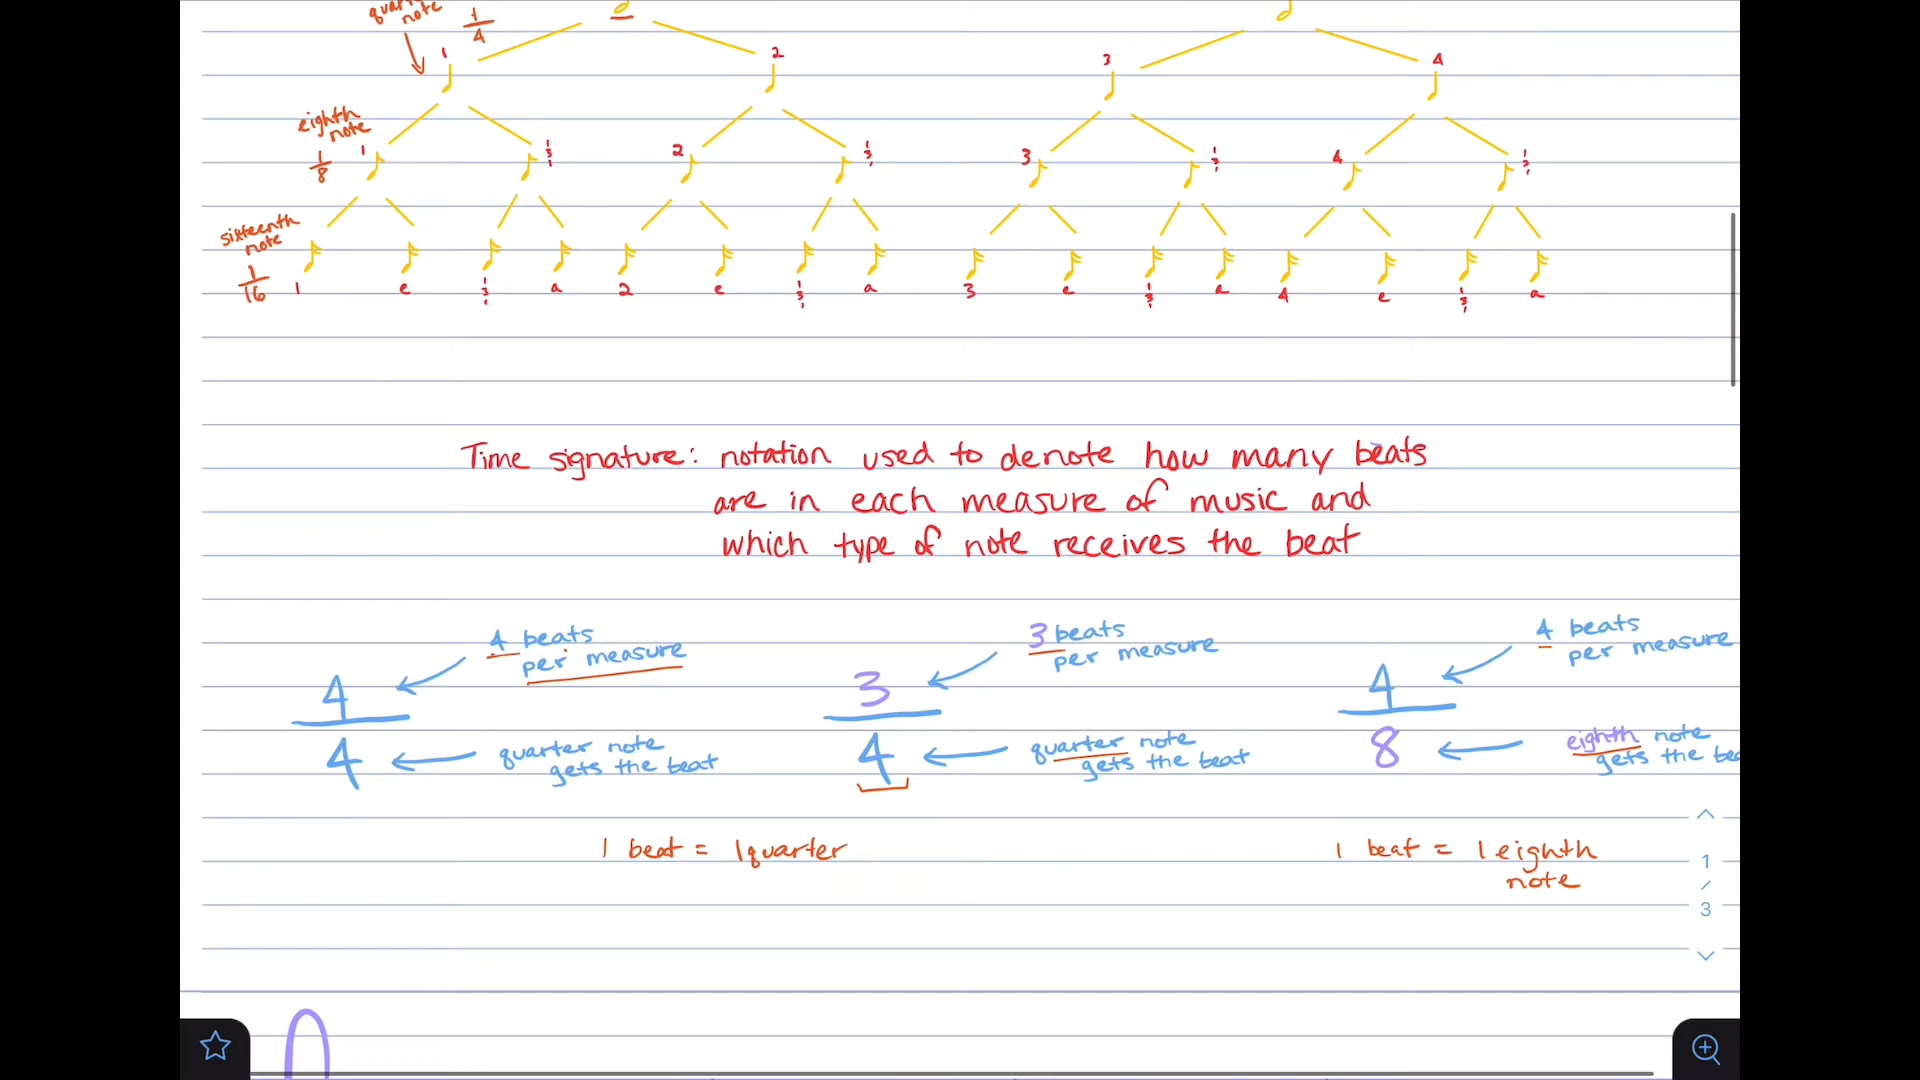 note
1/4
1 2 3 4
eighth
note
1/8
1 & 2 & 3 & 4 &
sixteenth
note
1/16
1 e & a 2 e & a 3 e & a 4 e & a
Time signature: notation used to denote how many beats
are in each measure of music and
which type of note receives the beat
4 beats
per measure
4
4
quarter note
gets the beat
3 beats
per measure
3
4
quarter note
gets the beat
4 beats
per measure
4
8
eighth note
gets the
1 beat = 1 quarter
1 beat = 1 eighth
note
1
/
3